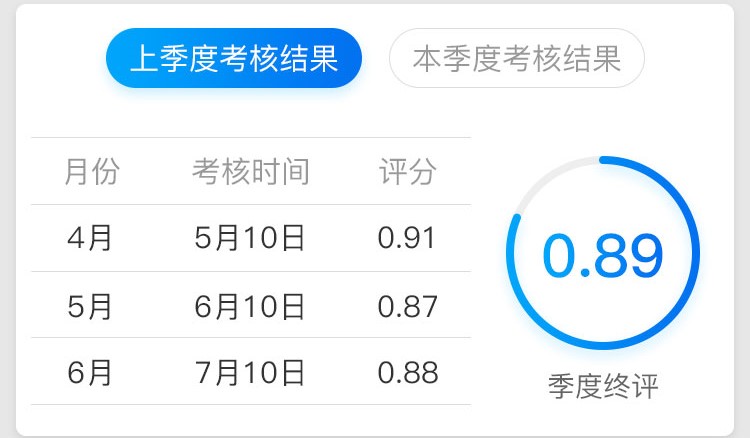 上季度考核结果 本季度考核结果
月份 考核时间 评分
4月 5月10日 0.91
5月 6月10日 0.87
6月 7月10日 0.88
0.89
季度终评